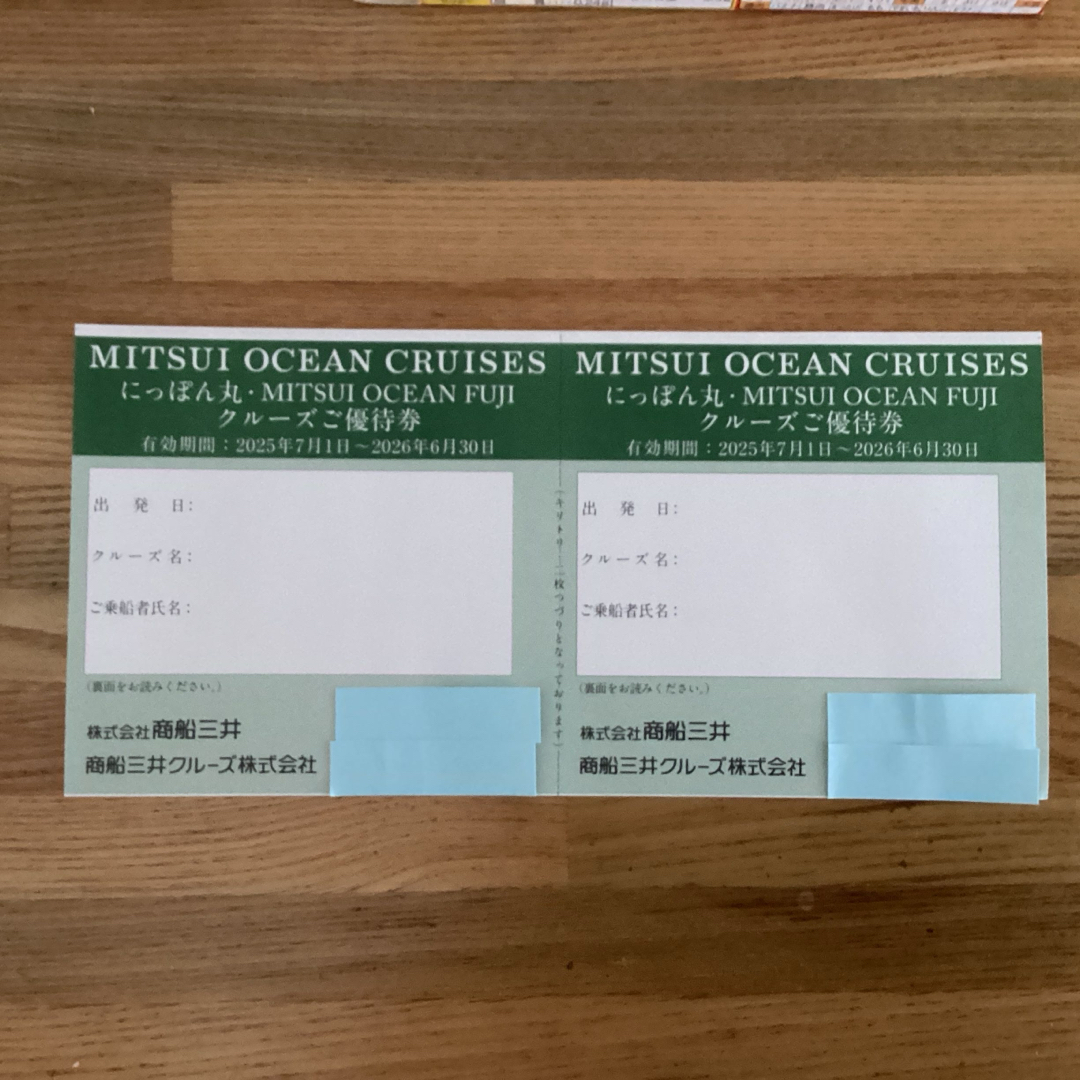 MITSUI OCEAN CRUISES
にっぽん丸・MITSUI OCEAN FUJI
クルーズご優待券
有効期間：2025年7月1日～2026年6月30日
出発日：
クルーズ名：
ご乗船者氏名：
（裏面をお読みください。）
株式会社商船三井
商船三井クルーズ株式会社
（キリトリ…二枚つづりとなっております）
MITSUI OCEAN CRUISES
にっぽん丸・MITSUI OCEAN FUJI
クルーズご優待券
有効期間：2025年7月1日～2026年6月30日
出発日：
クルーズ名：
ご乗船者氏名：
（裏面をお読みください。）
株式会社商船三井
商船三井クルーズ株式会社